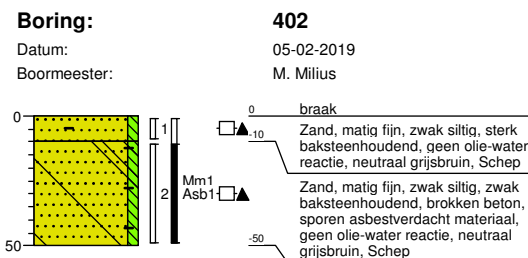 Boring: 402
Datum: 05-02-2019
Boormeester: M. Milius
0
0 braak
1
-10
Zand, matig fijn, zwak siltig, sterk
baksteenhoudend, geen olie-water
reactie, neutraal grijsbruin, Schep
2
Mm1
Asb1
Zand, matig fijn, zwak siltig, zwak
baksteenhoudend, brokken beton,
sporen asbestverdacht materiaal,
geen olie-water reactie, neutraal
grijsbruin, Schep
50
-50